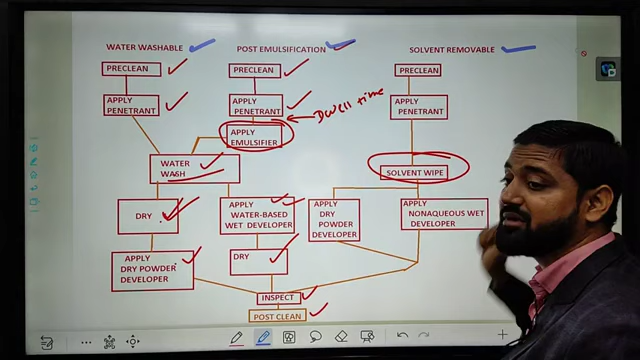 WATER WASHABLE
POST EMULSIFICATION
SOLVENT REMOVABLE
PRECLEAN
PRECLEAN
PRECLEAN
APPLY
PENETRANT
APPLY
PENETRANT
APPLY
PENETRANT
Dwell time
APPLY
EMULSIFIER
WATER
WASH
SOLVENT WIPE
DRY
APPLY
WATER-BASED
WET DEVELOPER
APPLY
DRY
POWDER
DEVELOPER
APPLY
NONAQUEOUS WET
DEVELOPER
APPLY
DRY POWDER
DEVELOPER
DRY
INSPECT
POST CLEAN